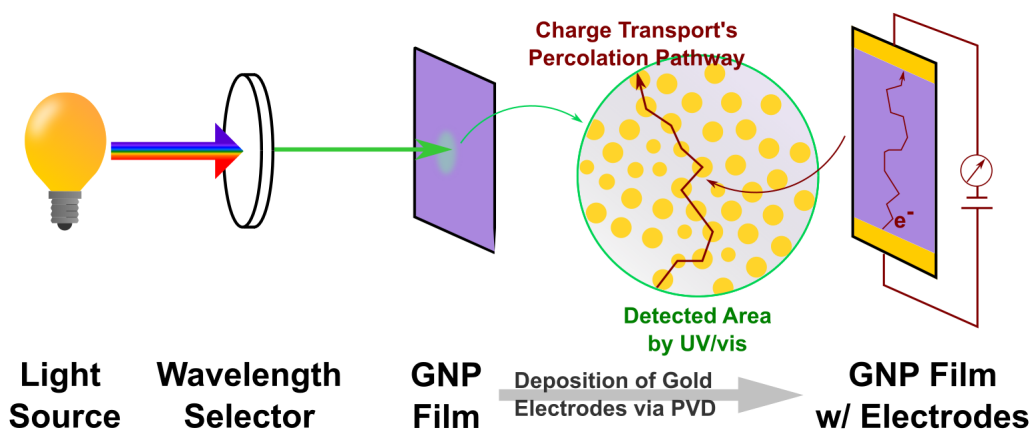 Charge Transport's
Percolation Pathway
e-
Detected Area
by UV/vis
Light
Source
Wavelength
Selector
GNP
Film
Deposition of Gold
Electrodes via PVD
GNP Film
w/ Electrodes